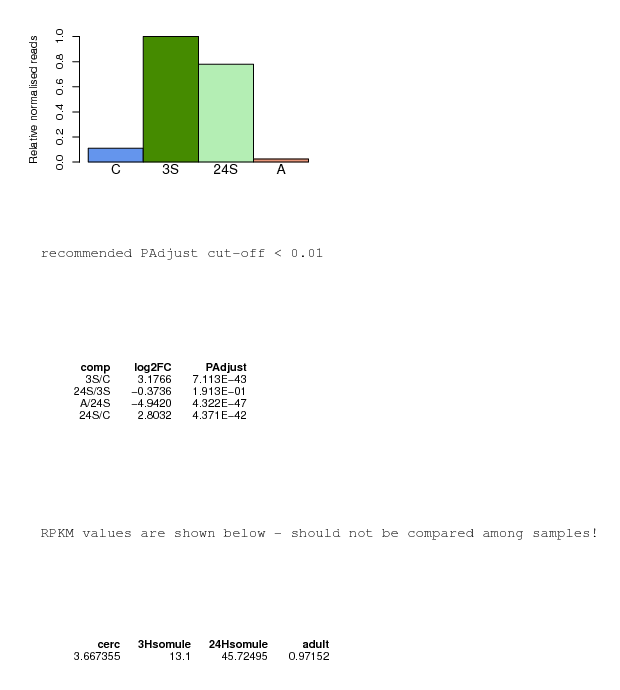 Relative normalised reads
1.0
0.8
0.6
0.4
0.2
0.0
C 3S 24S A
recommended PAdjust cut-off < 0.01
comp log2FC PAdjust
3S/C 3.1766 7.113E−43
24S/3S −0.3736 1.913E−01
A/24S −4.9420 4.322E−47
24S/C 2.8032 4.371E−42
RPKM values are shown below - should not be compared among samples!
cerc 3Hsomule 24Hsomule adult
3.667355 13.1 45.72495 0.97152